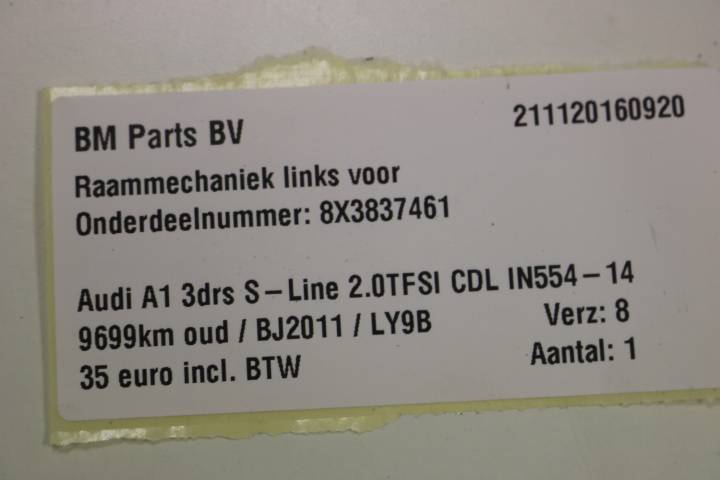 BM Parts BV 211120160920
Raammechaniek links voor
Onderdeelnummer: 8X3837461
Audi A1 3drs S-Line 2.0TFSI CDL IN554-14
9699km oud / BJ2011 / LY9B Verz: 8
35 euro incl. BTW Aantal: 1